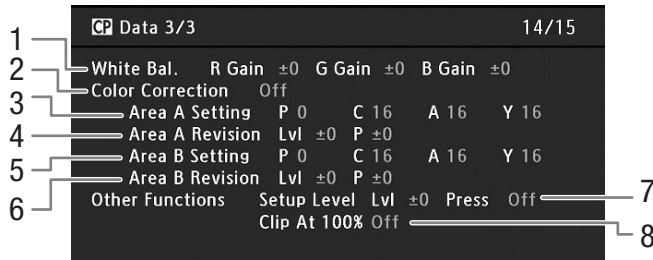 CP Data 3/3 14/15
1 White Bal. R Gain ±0 G Gain ±0 B Gain ±0
2 Color Correction Off
3 Area A Setting P 0 C 16 A 16 Y 16
4 Area A Revision Lvl ±0 P ±0
5 Area B Setting P 0 C 16 A 16 Y 16
6 Area B Revision Lvl ±0 P ±0
Other Functions Setup Level Lvl ±0 Press Off 7
Clip At 100% Off 8